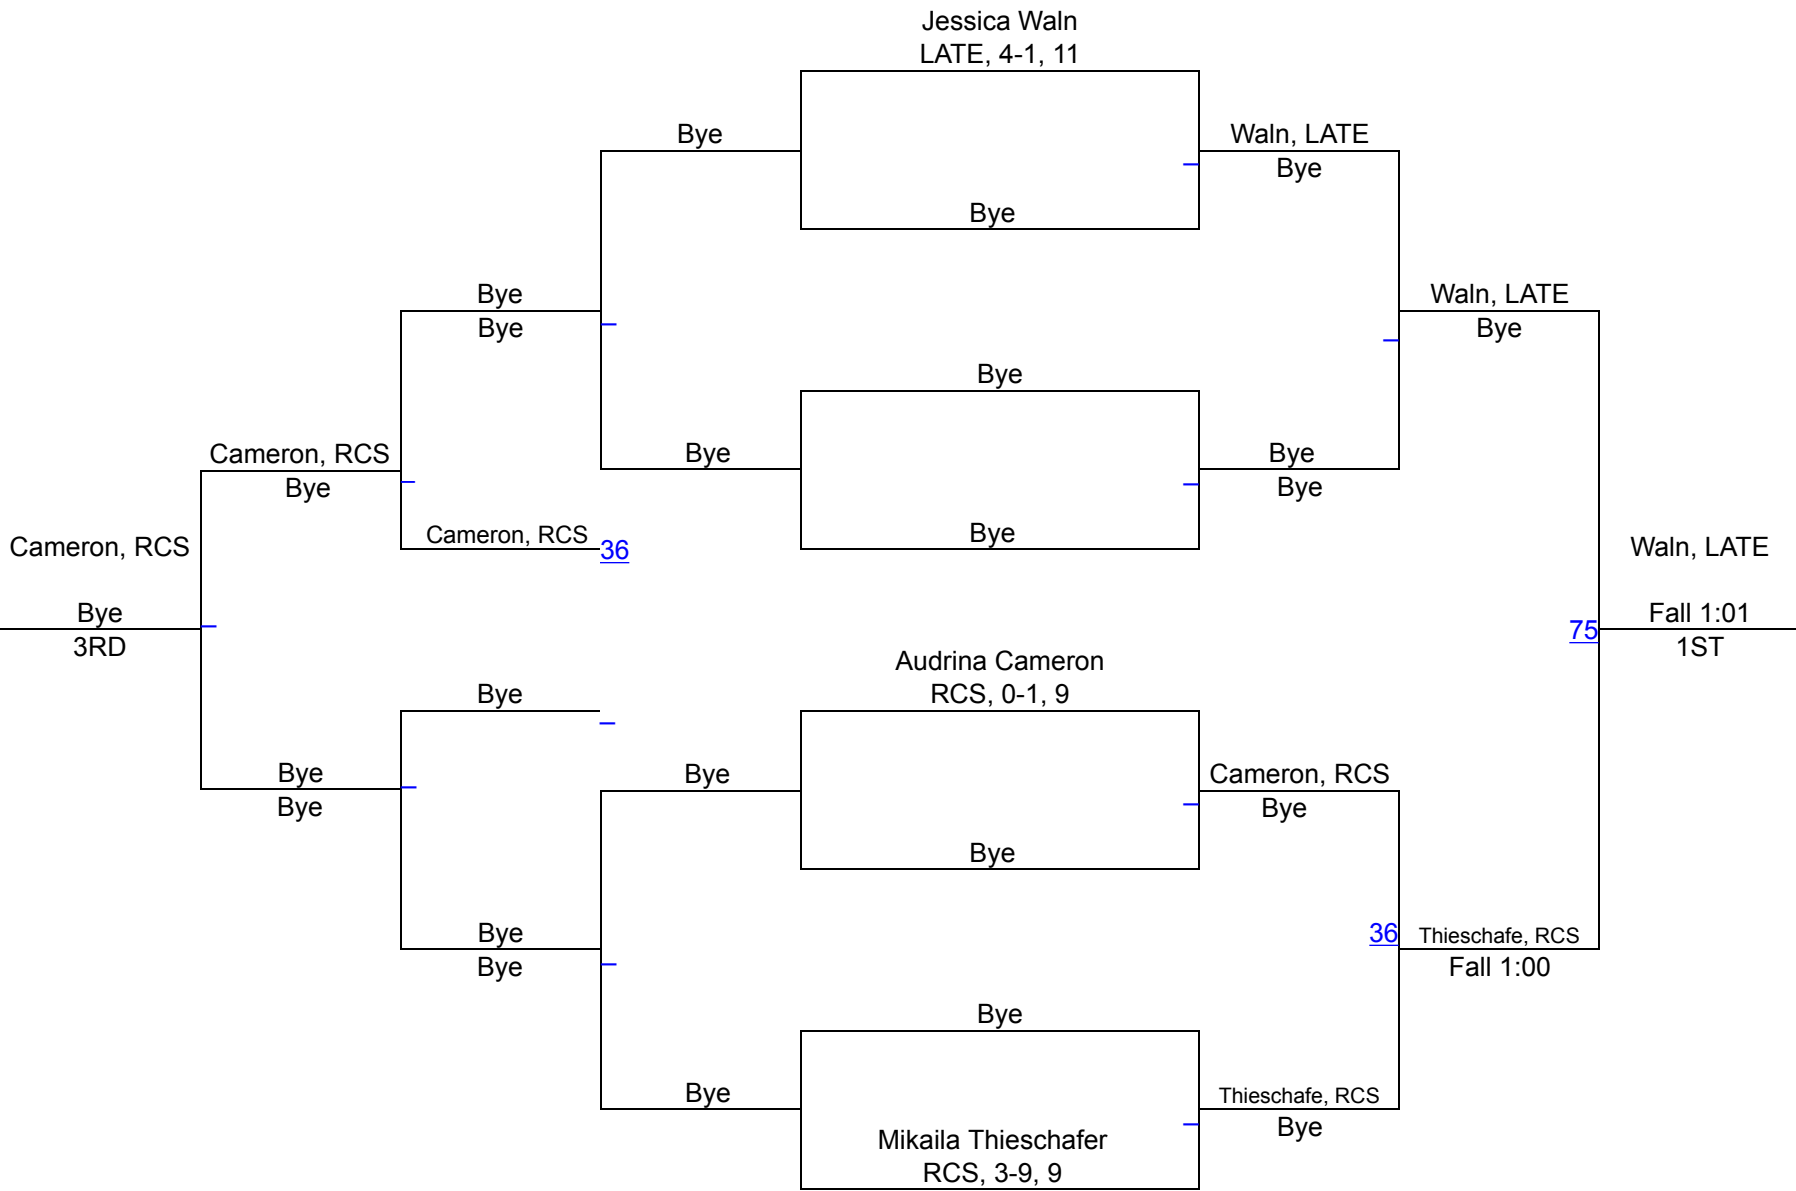 Jessica Waln
LATE, 4-1, 11
Bye
Waln, LATE
Bye
Bye
Bye
Bye
Waln, LATE
Bye
Bye
Cameron, RCS
Bye
Bye
Bye
Bye
Cameron, RCS
36
Bye
Cameron, RCS
Waln, LATE
Bye
3RD
75
Fall 1:01
1ST
Audrina Cameron
RCS, 0-1, 9
Bye
Bye
Bye
Bye
Cameron, RCS
Bye
Bye
Bye
Bye
36
Thieschafe, RCS
Fall 1:00
Bye
Bye
Thieschafe, RCS
Bye
Mikaila Thieschafer
RCS, 3-9, 9